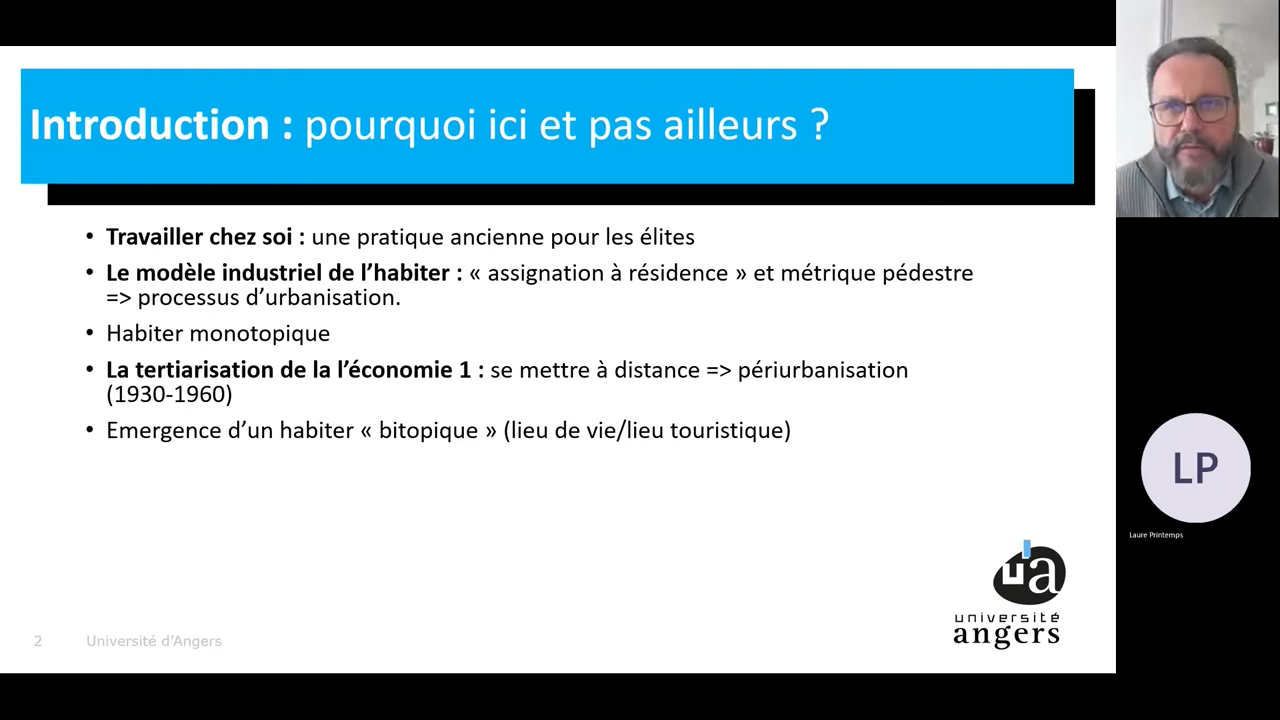 Introduction : pourquoi ici et pas ailleurs ?
• Travailler chez soi : une pratique ancienne pour les élites
• Le modèle industriel de l’habiter : « assignation à résidence » et métrique pédestre
=> processus d’urbanisation.
• Habiter monotopique
• La tertiarisation de la l’économie 1 : se mettre à distance => périurbanisation
(1930-1960)
• Emergence d’un habiter « bitopique » (lieu de vie/lieu touristique)
ua
université
angers
2 Université d’Angers
LP
Laure Printemps